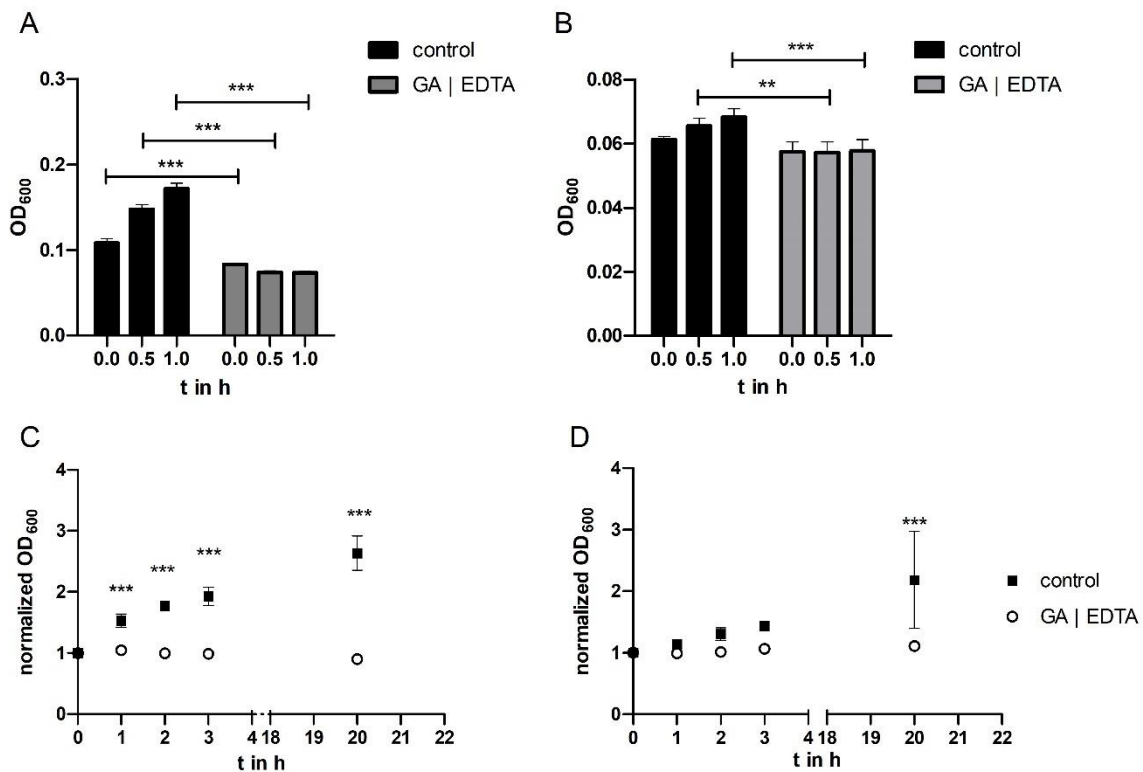 A
control
GA | EDTA
OD600
0.3
0.2
0.1
0.0
***
***
***
0.0 0.5 1.0 0.0 0.5 1.0
t in h
B
control
GA | EDTA
OD600
0.08
0.06
0.04
0.02
0.00
***
**
0.0 0.5 1.0 0.0 0.5 1.0
t in h
C
normalized OD600
4
3
2
1
0
*** *** *** ***
0 1 2 3 4 18 19 20 21 22
t in h
D
normalized OD600
4
3
2
1
0
***
0 1 2 3 4 18 19 20 21 22
t in h
control
GA | EDTA